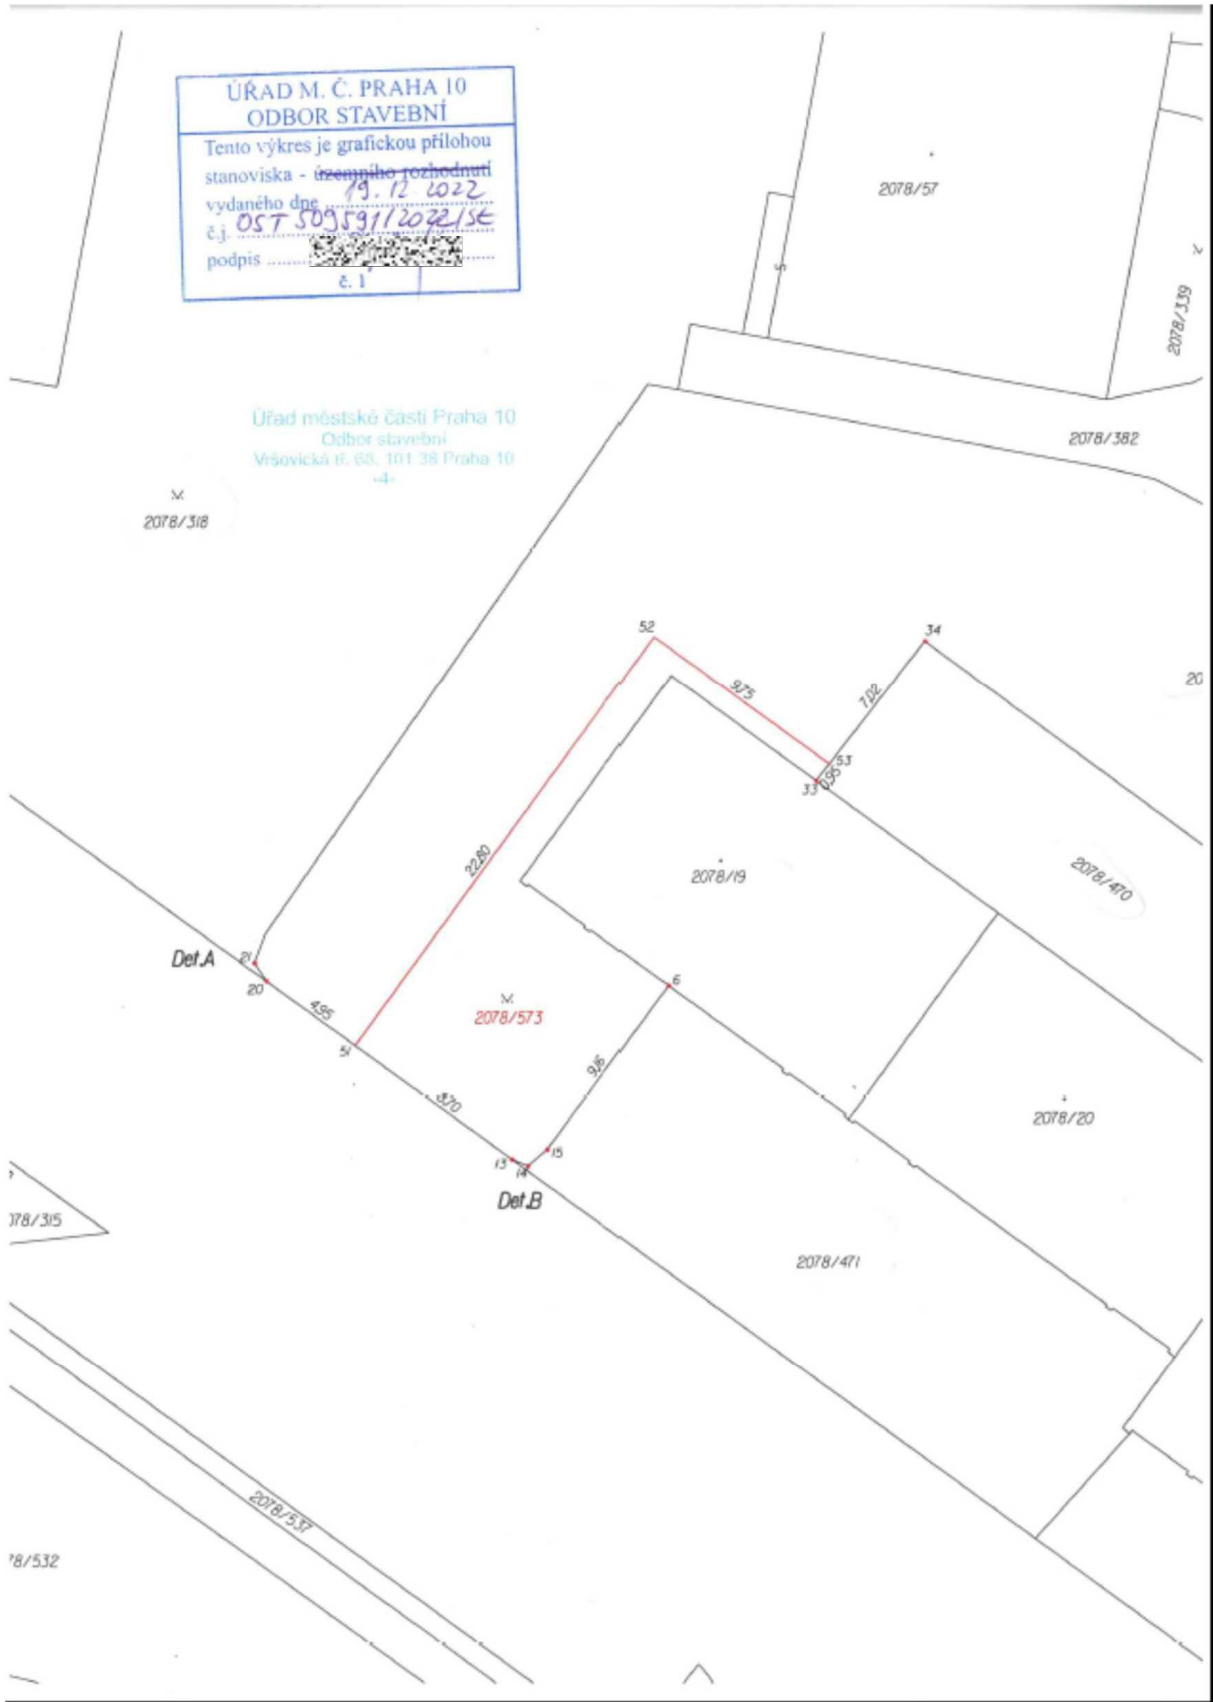 ÚŘAD M. Č. PRAHA 10
ODBOR STAVEBNÍ
Tento výkres je grafickou přílohou
stanoviska - územního rozhodnutí
vydaného dne 19. 12 2022
č.j. OST 509591/2022/SE
podpis
č. 1
Úřad městské části Praha 10
Odbor stavební
Vršovická tř. 68, 101 38 Praha 10
-4-
2078/57
2078/339
2078/382
2078/318
52
34
20
9,75
7,02
53
0,95
33
22,80
2078/19
2078/470
Det.A
21
20
6
4,95
2078/573
51
9,16
2078/20
8,70
15
13
14
Det.B
078/315
2078/471
2078/537
78/532